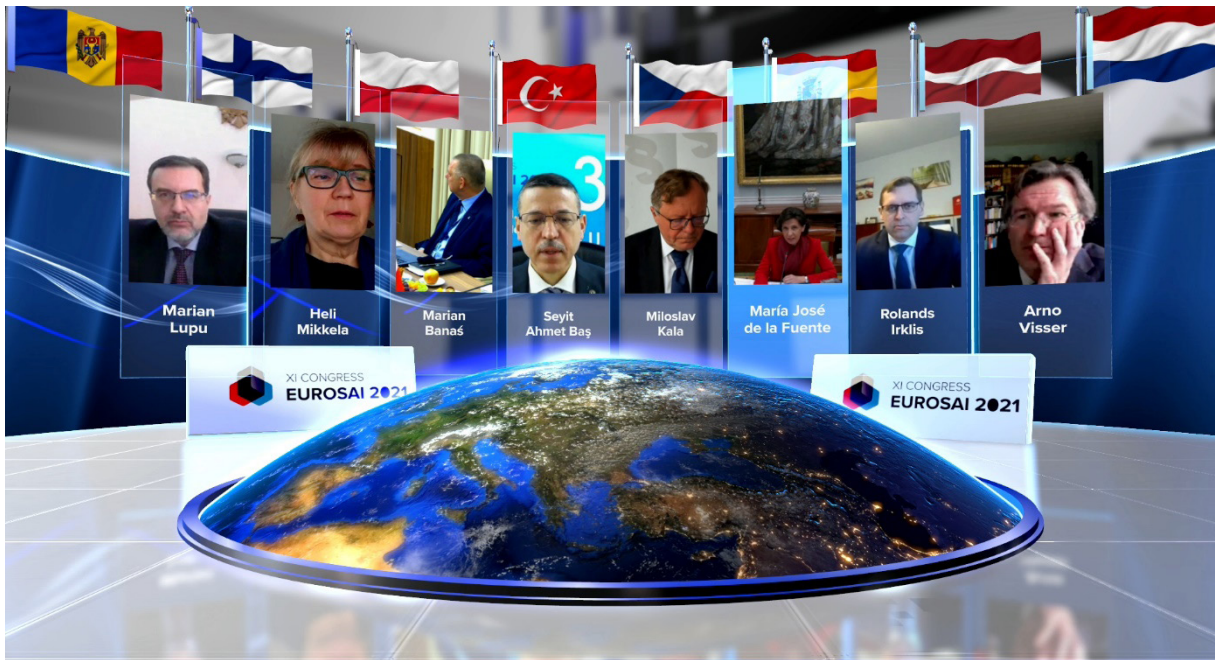 Marian
Lupu
Heli
Mikkela
Marian
Banaś
Seyit
Ahmet Baş
Miloslav
Kala
María José
de la Fuente
Rolands
Irklis
Arno
Visser
3
XI CONGRESS
EUROSAI 2021
XI CONGRESS
EUROSAI 2021